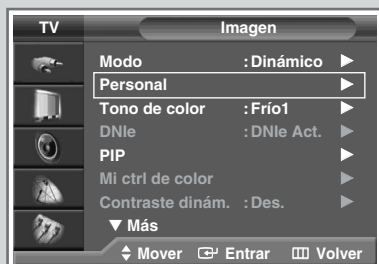 TV Imagen
Modo : Dinámico ▶
Personal ▶
Tono de color : Frío1 ▶
DNIe : DNIe Act. ▶
PIP ▶
Mi ctrl de color ▶
Contraste dinám. : Des. ▶
▼ Más
Mover Entrar Volver